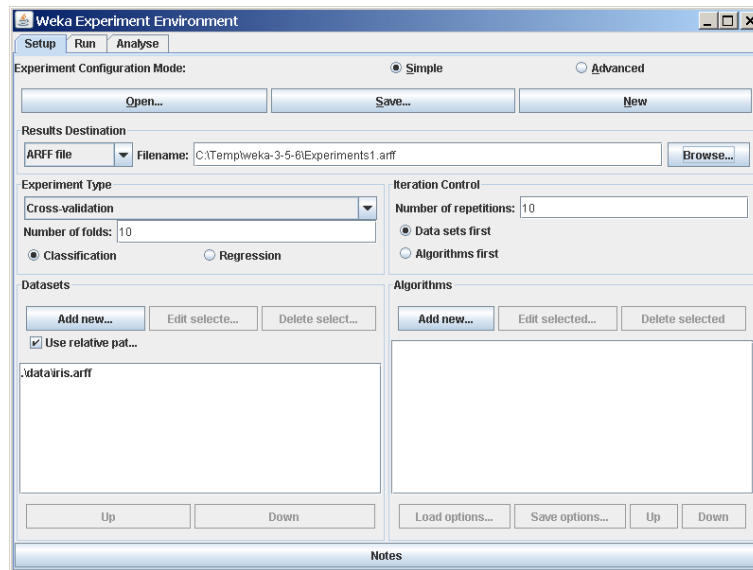 Weka Experiment Environment
Setup Run Analyse
Experiment Configuration Mode: Simple Advanced
Open... Save... New
Results Destination
ARFF file Filename: C:\Temp\weka-3-5-6\Experiments1.arff Browse...
Experiment Type
Cross-validation
Number of folds: 10
Classification Regression
Iteration Control
Number of repetitions: 10
Data sets first
Algorithms first
Datasets
Add new... Edit selecte... Delete select...
Use relative pat...
.\data\iris.arff
Up Down
Algorithms
Add new... Edit selected... Delete selected
Load options... Save options... Up Down
Notes